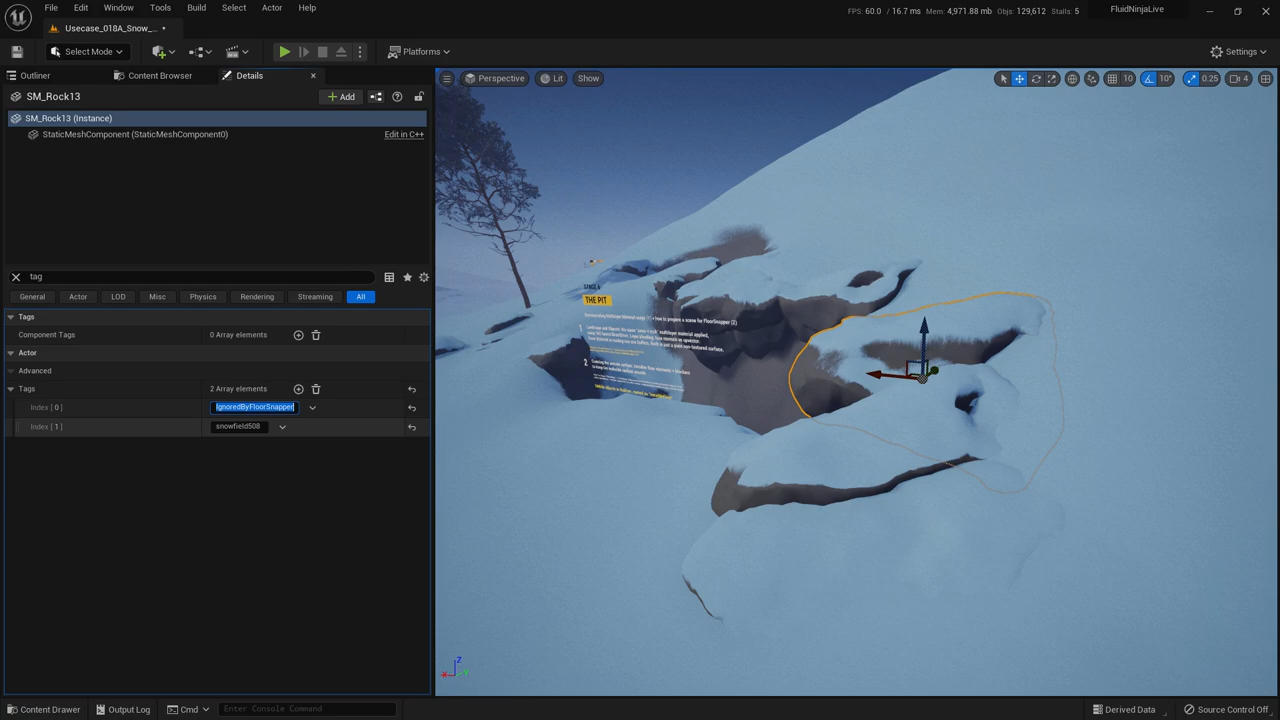 File Edit Window Tools Build Select Actor Help
FPS: 60.0 / 16.7 ms Mem: 4,971.88 mb Objs: 129,612 Stalls: 5
FluidNinjaLive
Usecase_018A_Snow_...
Select Mode
Platforms
Settings
Outliner
Content Browser
Details
Perspective
Lit
Show
10
10°
0.25
4
SM_Rock13
Add
SM_Rock13 (Instance)
StaticMeshComponent (StaticMeshComponent0)
Edit in C++
tag
General
Actor
LOD
Misc
Physics
Rendering
Streaming
All
Tags
Component Tags
0 Array elements
Actor
Advanced
Tags
2 Array elements
Index [ 0 ]
IgnoredByFloorSnapper
Index [ 1 ]
snowfield508
THE PIT
1
2
Z
X
Y
Content Drawer
Output Log
Cmd
Enter Console Command
Derived Data
Source Control Off